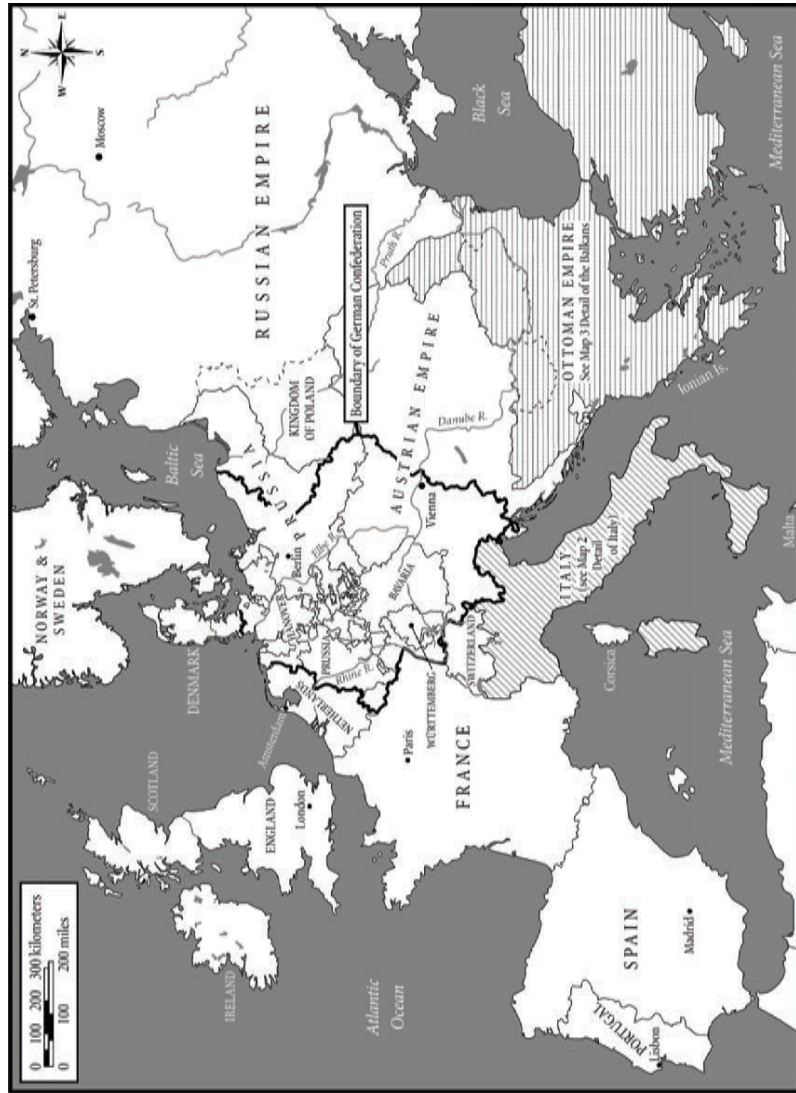 0 100 200 300 kilometers
0 100 200 miles
N
E
S
W
St. Petersburg
Moscow
NORWAY &
SWEDEN
Baltic
Sea
RUSSIAN EMPIRE
SCOTLAND
DENMARK
IRELAND
ENGLAND
London
Amsterdam
NETHERLANDS
HANOVER
PRUSSIA
Berlin
Elbe R.
PRUSSIA
KINGDOM
OF POLAND
Boundary of German Confederation
Pruth R.
Atlantic
Ocean
Paris
Rhine R.
BAVARIA
WÜRTTEMBERG
SWITZERLAND
FRANCE
Vienna
AUSTRIAN EMPIRE
Danube R.
Black
Sea
ITALY
(see Map 2
Detail
of Italy)
OTTOMAN EMPIRE
See Map 3 Detail of the Balkans
Corsica
PORTUGAL
Lisbon
SPAIN
Madrid
Mediterranean Sea
Malta
Ionian Is.
Mediterranean Sea